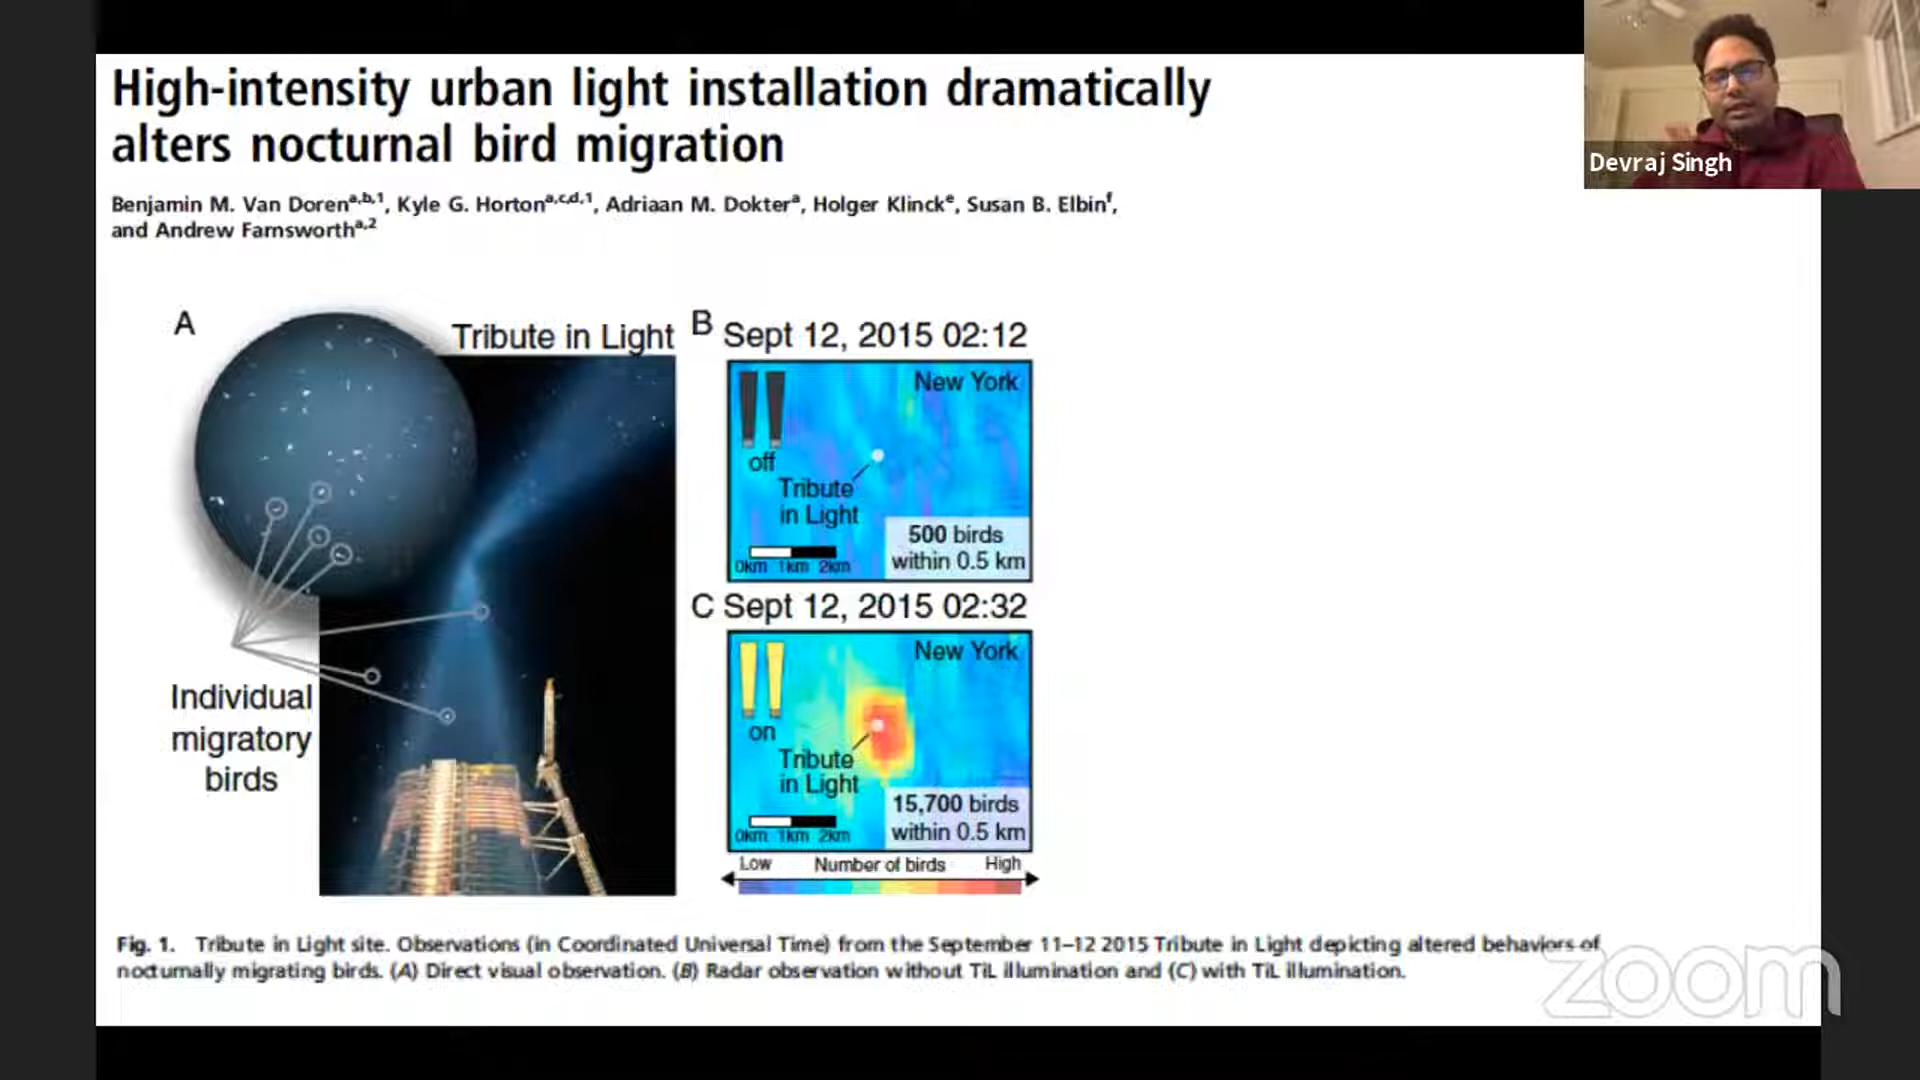 High-intensity urban light installation dramatically
alters nocturnal bird migration
Benjamin M. Van Doren^a,b,1, Kyle G. Horton^a,c,d,1, Adriaan M. Dokter^a, Holger Klinck^e, Susan B. Elbin^f,
and Andrew Farnsworth^a,2
Devraj Singh
A
Tribute in Light
Individual
migratory
birds
B
Sept 12, 2015 02:12
New York
off
Tribute
in Light
500 birds
within 0.5 km
0km 1km 2km
C
Sept 12, 2015 02:32
New York
on
Tribute
in Light
15,700 birds
within 0.5 km
0km 1km 2km
Low Number of birds High
Fig. 1. Tribute in Light site. Observations (in Coordinated Universal Time) from the September 11–12 2015 Tribute in Light depicting altered behaviors of
nocturnally migrating birds. (A) Direct visual observation. (B) Radar observation without TiL illumination and (C) with TiL illumination.
zoom